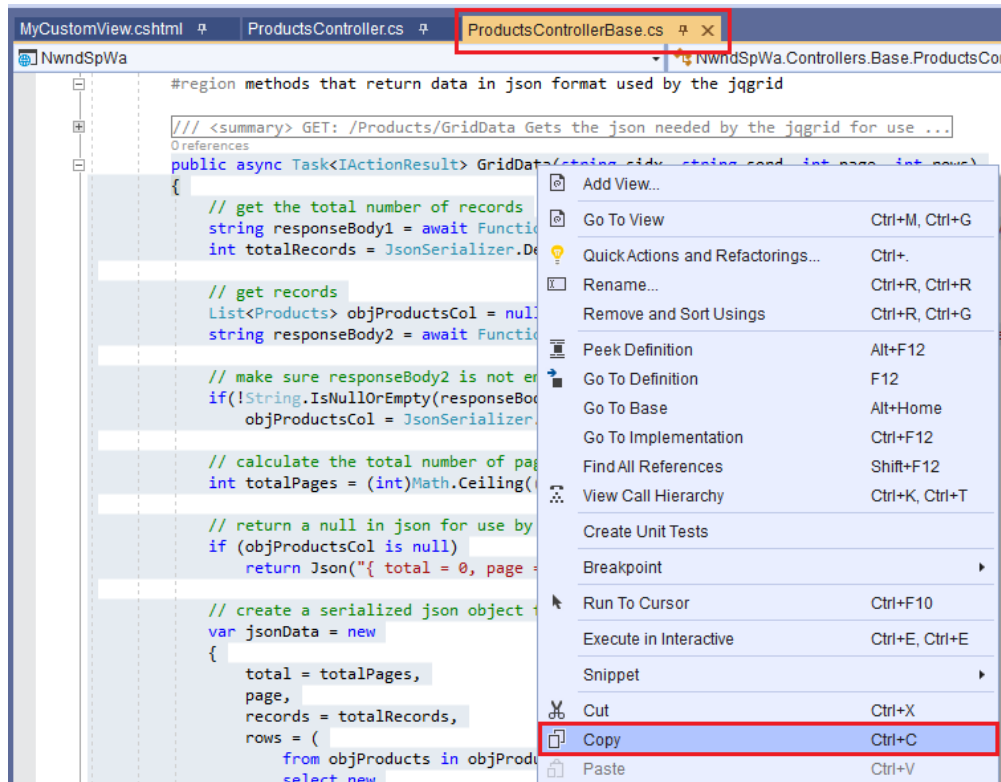 MyCustomView.cshtml ProductsController.cs ProductsControllerBase.cs
NwndSpWa NwndSpWa.Controllers.Base.ProductsCo
#region methods that return data in json format used by the jqgrid
/// <summary> GET: /Products/GridData Gets the json needed by the jqgrid for use ...
0 references
public async Task<IActionResult> GridData(string sidx, string sord, int page, int rows)
{
// get the total number of records
string responseBody1 = await Functio
int totalRecords = JsonSerializer.De
// get records
List<Products> objProductsCol = null
string responseBody2 = await Functio
// make sure responseBody2 is not em
if(!String.IsNullOrEmpty(responseBod
objProductsCol = JsonSerializer.
// calculate the total number of pag
int totalPages = (int)Math.Ceiling((
// return a null in json for use by
if (objProductsCol is null)
return Json("{ total = 0, page =
// create a serialized json object f
var jsonData = new
{
total = totalPages,
page,
records = totalRecords,
rows = (
from objProducts in objProdu
select new
Add View...
Go To View Ctrl+M, Ctrl+G
Quick Actions and Refactorings... Ctrl+.
Rename... Ctrl+R, Ctrl+R
Remove and Sort Usings Ctrl+R, Ctrl+G
Peek Definition Alt+F12
Go To Definition F12
Go To Base Alt+Home
Go To Implementation Ctrl+F12
Find All References Shift+F12
View Call Hierarchy Ctrl+K, Ctrl+T
Create Unit Tests
Breakpoint
Run To Cursor Ctrl+F10
Execute in Interactive Ctrl+E, Ctrl+E
Snippet
Cut Ctrl+X
Copy Ctrl+C
Paste Ctrl+V